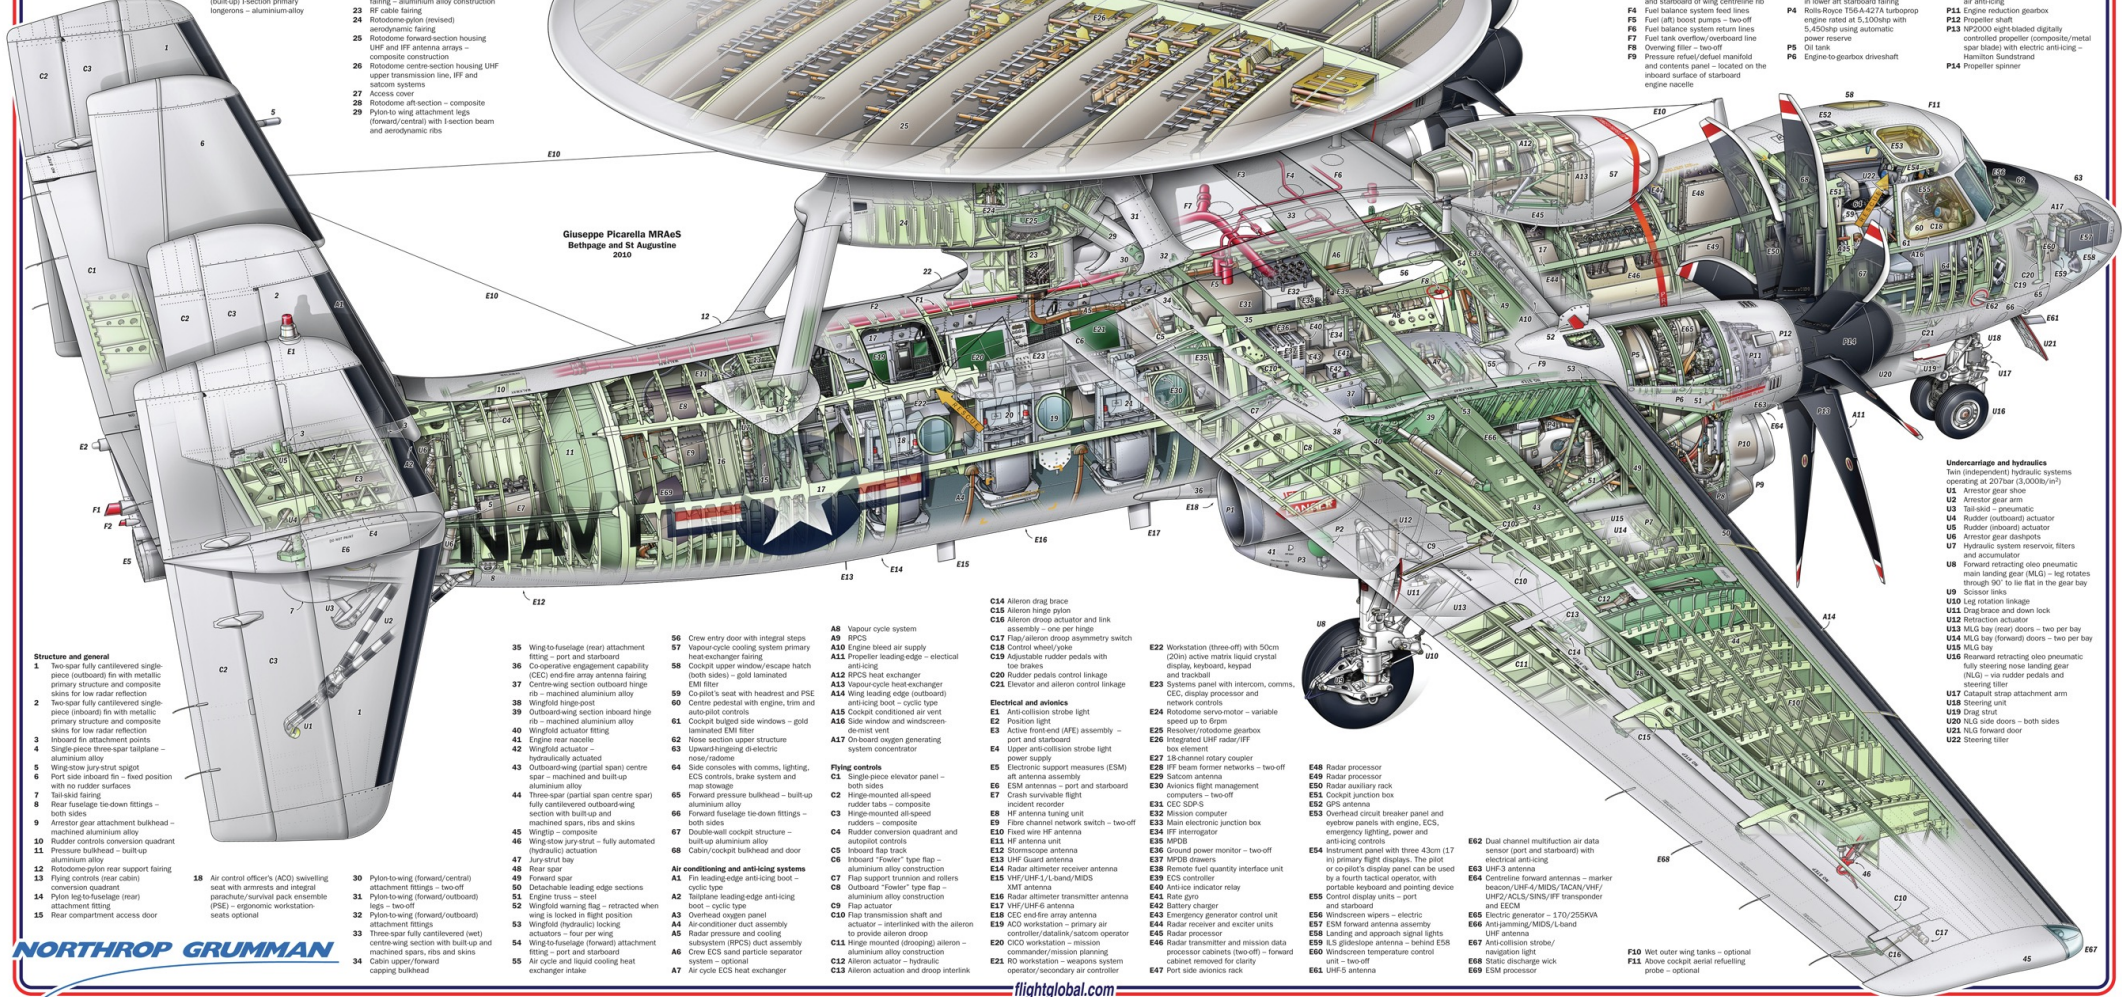 (built-up) I-section primary
longerons – aluminium-alloy
fairing – aluminium alloy construction
23 RF cable fairing
24 Rotodome-pylon (revised)
aerodynamic fairing
25 Rotodome forward-section housing
UHF and IFF antenna arrays –
composite construction
26 Rotodome centre-section housing UHF
upper transmission line, IFF and
satcom systems
27 Access cover
28 Rotodome aft-section – composite
29 Pylon-to wing attachment legs
(forward/central) with I-section beam
and aerodynamic ribs
and starboard of wing centreline rib
F4 Fuel balance system feed lines
F5 Fuel (aft) boost pumps – two-off
F6 Fuel balance system return lines
F7 Fuel tank overflow/overboard line
F8 Overwing filler – two-off
F9 Pressure refuel/defuel manifold
and contents panel – located on the
inboard surface of starboard
engine nacelle
in lower aft starboard fairing
P4 Rolls-Royce T56-A-427A turboprop
engine rated at 5,100shp with
5,450shp using automatic
power reserve
P5 Oil tank
P6 Engine-to-gearbox driveshaft
air anti-icing
P11 Engine reduction gearbox
P12 Propeller shaft
P13 NP2000 eight-bladed digitally
controlled propeller (composite/metal
spar blade) with electric anti-icing –
Hamilton Sundstrand
P14 Propeller spinner
Giuseppe Picarella MRAeS
Bethpage and St Augustine
2010
NAVY
RESCUE
Undercarriage and hydraulics
Twin (independent) hydraulic systems
operating at 207bar (3,000lb/in²)
U1 Arrestor gear shoe
U2 Arrestor gear arm
U3 Tail-skid – pneumatic
U4 Rudder (outboard) actuator
U5 Rudder (inboard) actuator
U6 Arrestor gear dashpots
U7 Hydraulic system reservoir, filters
and accumulator
U8 Forward retracting oleo pneumatic
main landing gear (MLG) – leg rotates
through 90° to lie flat in the gear bay
U9 Scissor links
U10 Leg rotation linkage
U11 Drag-brace and down lock
U12 Retraction actuator
U13 MLG bay (rear) doors – two per bay
U14 MLG bay (forward) doors – two per bay
U15 MLG bay
U16 Rearward retracting oleo pneumatic
fully steering nose landing gear
(NLG) – via rudder pedals and
steering tiller
U17 Catapult strap attachment arm
U18 Steering unit
U19 Drag strut
U20 NLG side doors – both sides
U21 NLG forward door
U22 Steering tiller
Structure and general
1 Two-spar fully cantilevered single-
piece (outboard) fin with metallic
primary structure and composite
skins for low radar reflection
2 Two-spar fully cantilevered single-
piece (inboard) fin with metallic
primary structure and composite
skins for low radar reflection
3 Inboard fin attachment points
4 Single-piece three-spar tailplane –
aluminium alloy
5 Wing-stow jury-strut spigot
6 Port side inboard fin – fixed position
with no rudder surfaces
7 Tail-skid fairing
8 Rear fuselage tie-down fittings –
both sides
9 Arrestor gear attachment bulkhead –
machined aluminium alloy
10 Rudder controls conversion quadrant
11 Pressure bulkhead – built-up
aluminium alloy
12 Rotodome-pylon rear support fairing
13 Flying controls (rear cabin)
conversion quadrant
14 Pylon leg-to-fuselage (rear)
attachment fitting
15 Rear compartment access door
18 Air control officer's (ACO) swivelling
seat with armrests and integral
parachute/survival pack ensemble
(PSE) – ergonomic workstation-
seats optional
30 Pylon-to-wing (forward/central)
attachment fittings – two-off
31 Pylon-to-wing (forward/outboard)
legs – two-off
32 Pylon-to-wing (forward/outboard)
attachment fittings
33 Three-spar fully cantilevered (wet)
centre-wing section with built-up and
machined spars, ribs and skins
34 Cabin upper/forward
capping bulkhead
35 Wing-to-fuselage (rear) attachment
fitting – port and starboard
36 Co-operative engagement capability
(CEC) end-fire array antenna fairing
37 Centre-wing section outboard hinge
rib – machined aluminium alloy
38 Wingfold hinge-post
39 Outboard-wing section inboard hinge
rib – machined aluminium alloy
40 Wingfold actuator fitting
41 Engine rear nacelle
42 Wingfold actuator –
hydraulically actuated
43 Outboard-wing (partial span) centre
spar – machined and built-up
aluminium alloy
44 Three-spar (partial span centre spar)
fully cantilevered outboard-wing
section with built-up and
machined spars, ribs and skins
45 Wingtip – composite
46 Wing-stow jury-strut – fully automated
(hydraulic) actuation
47 Jury-strut bay
48 Rear spar
49 Forward spar
50 Detachable leading edge sections
51 Engine truss – steel
52 Wingfold warning flag – retracted when
wing is locked in flight position
53 Wingfold (hydraulic) locking
actuators – four per wing
54 Wing-to-fuselage (forward) attachment
fitting – port and starboard
55 Air cycle and liquid cooling heat
exchanger intake
56 Crew entry door with integral steps
57 Vapour-cycle cooling system primary
heat-exchanger fairing
58 Cockpit upper window/escape hatch
(both sides) – gold laminated
EMI filter
59 Co-pilot's seat with headrest and PSE
60 Centre pedestal with engine, trim and
auto-pilot controls
61 Cockpit bulged side windows – gold
laminated EMI filter
62 Nose section upper structure
63 Upward-hingeing di-electric
nose/radome
64 Side consoles with comms, lighting,
ECS controls, brake system and
map stowage
65 Forward pressure bulkhead – built-up
aluminium alloy
66 Forward fuselage tie-down fittings –
both sides
67 Double-wall cockpit structure –
built-up aluminium alloy
68 Cabin/cockpit bulkhead and door
Air conditioning and anti-icing systems
A1 Fin leading-edge anti-icing boot –
cyclic type
A2 Tailplane leading-edge anti-icing
boot – cyclic type
A3 Overhead oxygen panel
A4 Air-conditioner duct assembly
A5 Radar pressure and cooling
subsystem (RPCS) duct assembly
A6 Crew ECS sand particle separator
system – optional
A7 Air cycle ECS heat exchanger
A8 Vapour cycle system
A9 RPCS
A10 Engine bleed air supply
A11 Propeller leading-edge – electical
anti-icing
A12 RPCS heat exchanger
A13 Vapour-cycle heat-exchanger
A14 Wing leading edge (outboard)
anti-icing boot – cyclic type
A15 Cockpit conditioned air vent
A16 Side window and windscreen-
de-mist vent
A17 On-board oxygen generating
system concentrator
Flying controls
C1 Single-piece elevator panel –
both sides
C2 Hinge-mounted all-speed
rudder tabs – composite
C3 Hinge-mounted all-speed
rudders – composite
C4 Rudder conversion quadrant and
autopilot controls
C5 Inboard flap track
C6 Inboard "Fowler" type flap –
aluminium alloy construction
C7 Flap support trunnion and rollers
C8 Outboard "Fowler" type flap –
aluminium alloy construction
C9 Flap actuator
C10 Flap transmission shaft and
actuator – interlinked with the aileron
to provide aileron droop
C11 Hinge mounted (drooping) aileron –
aluminium alloy construction
C12 Aileron actuator – hydraulic
C13 Aileron actuation and droop interlink
C14 Aileron drag brace
C15 Aileron hinge pylon
C16 Aileron droop actuator and link
assembly – one per hinge
C17 Flap/aileron droop asymmetry switch
C18 Control wheel/yoke
C19 Adjustable rudder pedals with
toe brakes
C20 Rudder pedals control linkage
C21 Elevator and aileron control linkage
Electrical and avionics
E1 Anti-collision strobe light
E2 Position light
E3 Active front-end (AFE) assembly –
port and starboard
E4 Upper anti-collision strobe light
power supply
E5 Electronic support measures (ESM)
aft antenna assembly
E6 ESM antennas – port and starboard
E7 Crash survivable flight
incident recorder
E8 HF antenna tuning unit
E9 Fibre channel network switch – two-off
E10 Fixed wire HF antenna
E11 HF antenna unit
E12 Stormscope antenna
E13 UHF Guard antenna
E14 Radar altimeter receiver antenna
E15 VHF/UHF-1/L-band/MIDS
XMT antenna
E16 Radar altimeter transmitter antenna
E17 VHF/UHF-6 antenna
E18 CEC end-fire array antenna
E19 ACO workstation – primary air
controller/datalink/saticom operator
E20 CICO workstation – mission
commander/mission planning
E21 RO workstation – weapons system
operator/secondary air controller
E22 Workstation (three-off) with 50cm
(20in) active matrix liquid crystal
display, keyboard, keypad
and trackball
E23 Systems panel with intercom, comms,
CEC, display processor and
network controls
E24 Rotodome servo-motor – variable
speed up to 6rpm
E25 Resolver/rotodome gearbox
E26 Integrated UHF radar/IFF
box element
E27 18-channel rotary coupler
E28 IFF beam former networks – two-off
E29 Satcom antenna
E30 Avionics flight management
computers – two-off
E31 CEC SDP-S
E32 Mission computer
E33 Main electronic junction box
E34 IFF interrogator
E35 MPDB
E36 Ground power monitor – two-off
E37 MPDB drawers
E38 Remote fuel quantity interface unit
E39 ECS controller
E40 Anti-ice indicator relay
E41 Rate gyro
E42 Battery charger
E43 Emergency generator control unit
E44 Radar receiver and exciter units
E45 Radar processor
E46 Radar transmitter and mission data
processor cabinets (two-off) – forward
cabinet removed for clarity
E47 Port side avionics rack
E48 Radar processor
E49 Radar processor
E50 Radar auxiliary rack
E51 Cockpit junction box
E52 GPS antenna
E53 Overhead circuit breaker panel and
eyebrow panels with engine, ECS,
emergency lighting, power and
anti-icing controls
E54 Instrument panel with three 43cm (17
in) primary flight displays. The pilot
or co-pilot's display panel can be used
by a fourth tactical operator, with
portable keyboard and pointing device
E55 Control display units – port
and starboard
E56 Windscreen wipers – electric
E57 ESM forward antenna assemby
E58 Landing and approach signal lights
E59 ILS glideslope antenna – behind E58
E60 Windscreen temperature control
unit – two-off
E61 UHF-5 antenna
E62 Dual channel multifuction air data
sensor (port and starboard) with
electrical anti-icing
E63 UHF-3 antenna
E64 Centreline forward antennas – marker
beacon/UHF-4/MIDS/TACAN/VHF/
UHF2/ACLS/SINS/IFF transponder
and EECM
E65 Electric generator – 170/255KVA
E66 Anti-jamming/MIDS/L-band
UHF antenna
E67 Anti-collision strobe/
navigation light
E68 Static discharge wick
E69 ESM processor
F10 Wet outer wing tanks – optional
F11 Above cockpit aerial refuelling
probe – optional
NORTHROP GRUMMAN
flightglobal.com